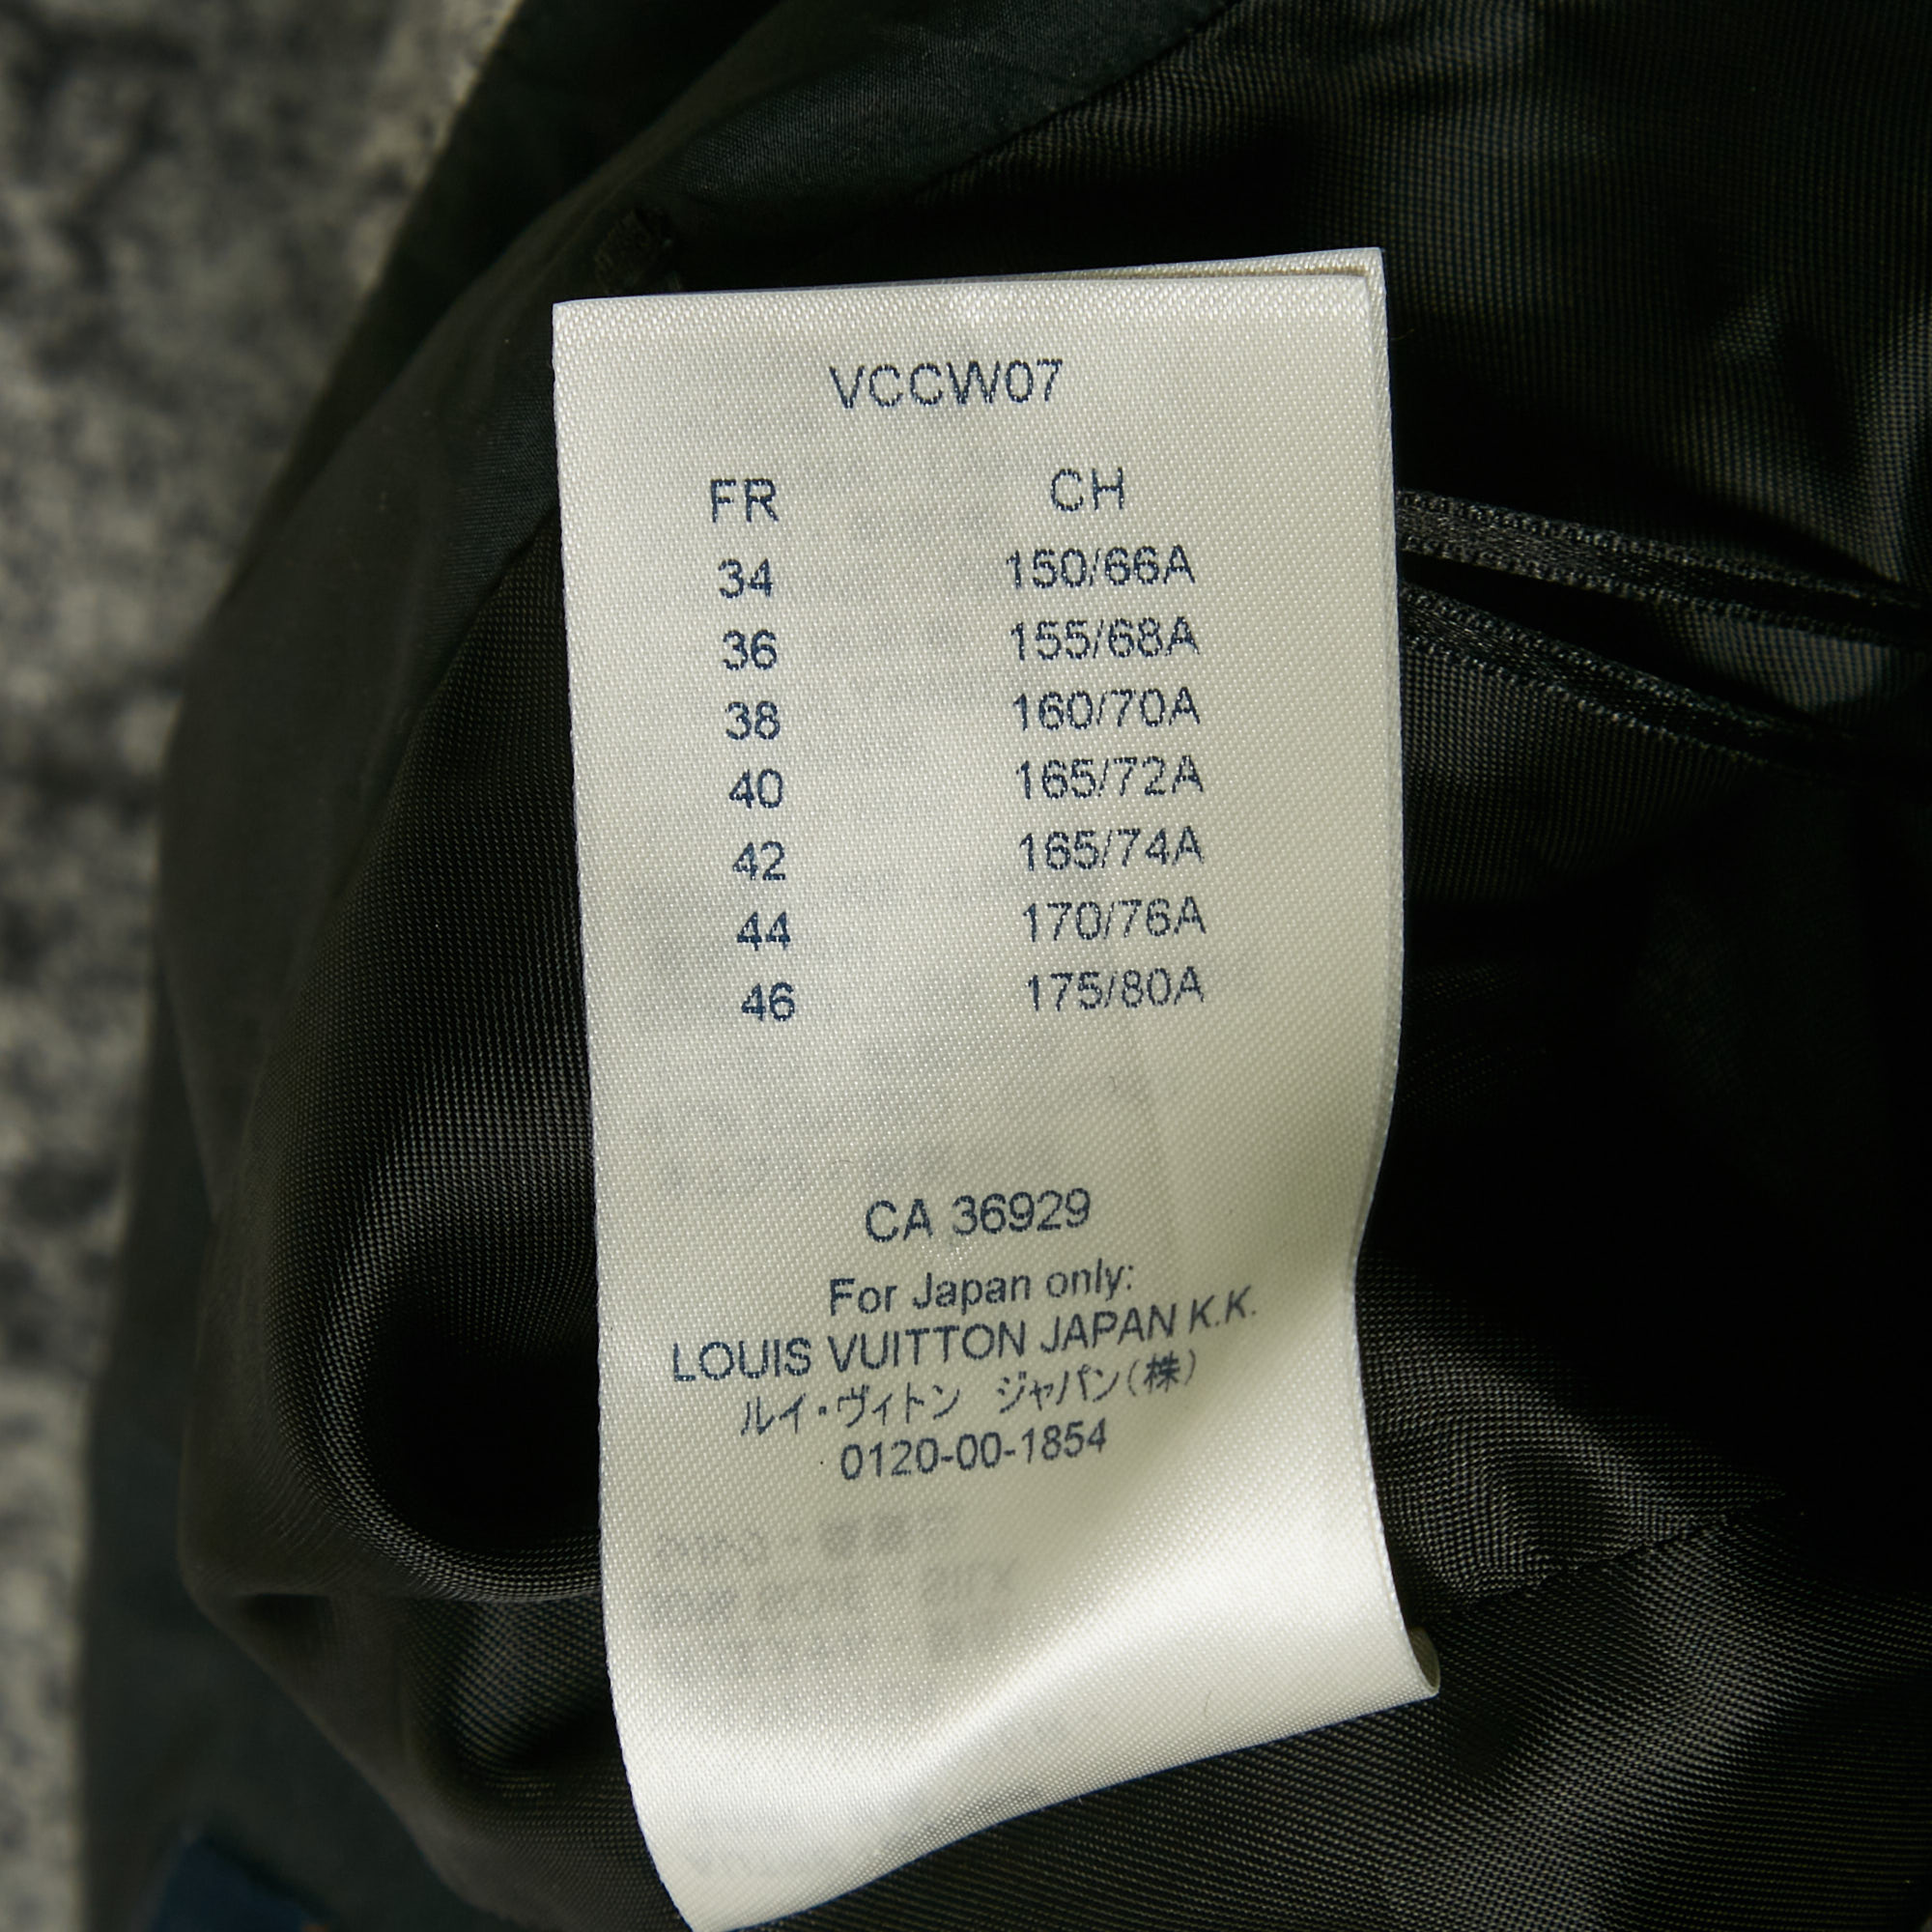 VCCW07
FR CH
34 150/66A
36 155/68A
38 160/70A
40 165/72A
42 165/74A
44 170/76A
46 175/80A
CA 36929
For Japan only:
LOUIS VUITTON JAPAN K.K.
ルイ・ヴィトン ジャパン(株)
0120-00-1854